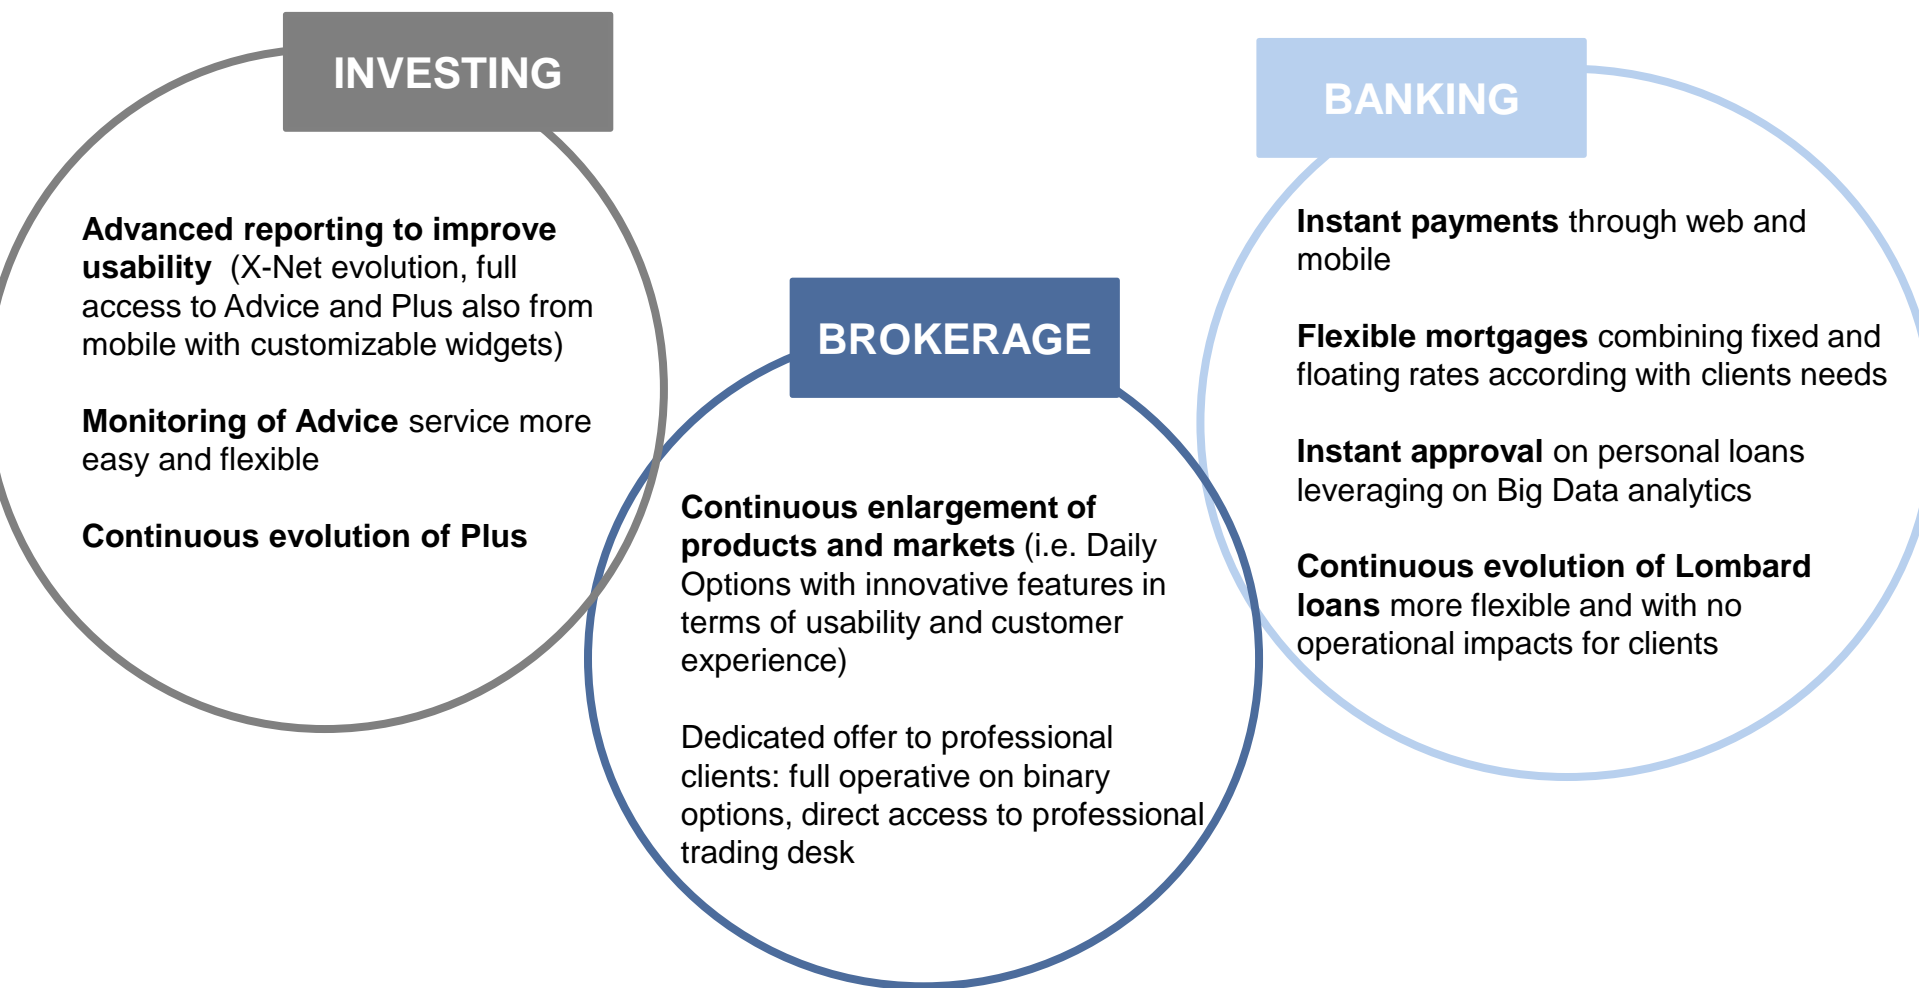 INVESTING
Advanced reporting to improve
usability (X-Net evolution, full
access to Advice and Plus also from
mobile with customizable widgets)
Monitoring of Advice service more
easy and flexible
Continuous evolution of Plus
BROKERAGE
Continuous enlargement of
products and markets (i.e. Daily
Options with innovative features in
terms of usability and customer
experience)
Dedicated offer to professional
clients: full operative on binary
options, direct access to professional
trading desk
BANKING
Instant payments through web and
mobile
Flexible mortgages combining fixed and
floating rates according with clients needs
Instant approval on personal loans
leveraging on Big Data analytics
Continuous evolution of Lombard
loans more flexible and with no
operational impacts for clients